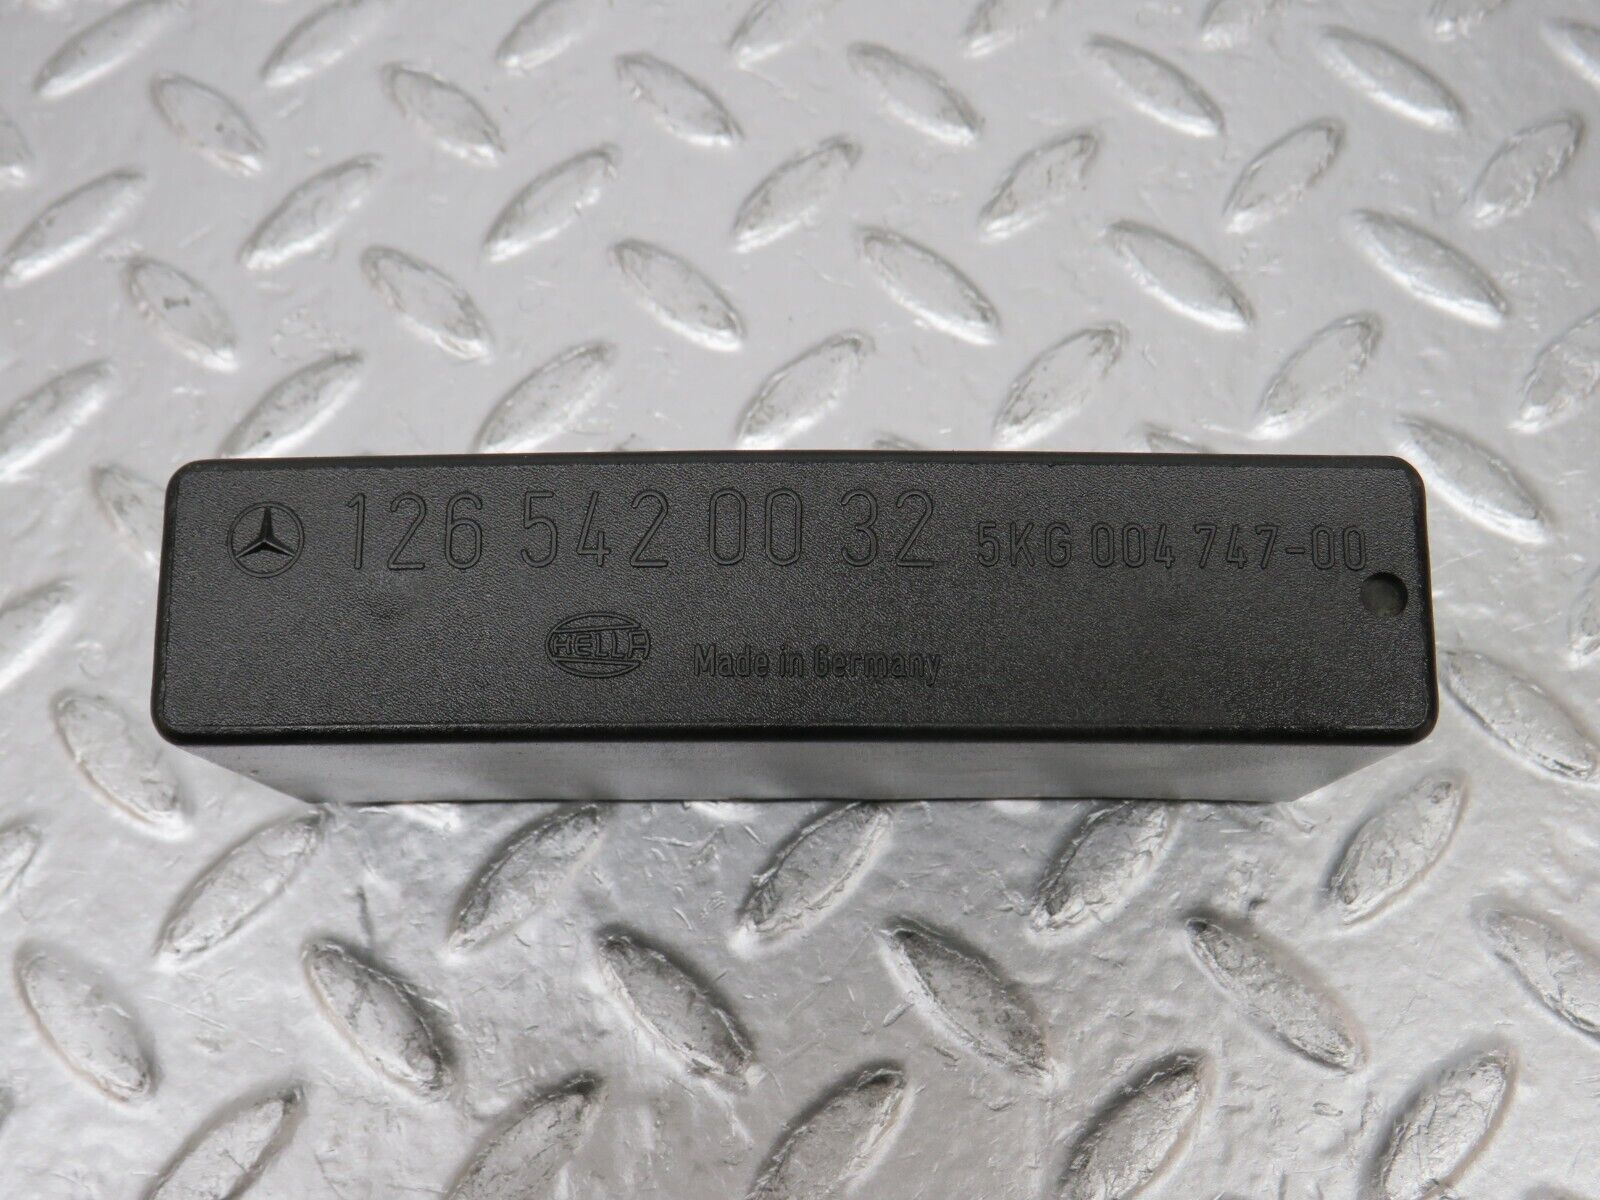 126 542 00 32 5KG 004 747-00
HELLA Made in Germany